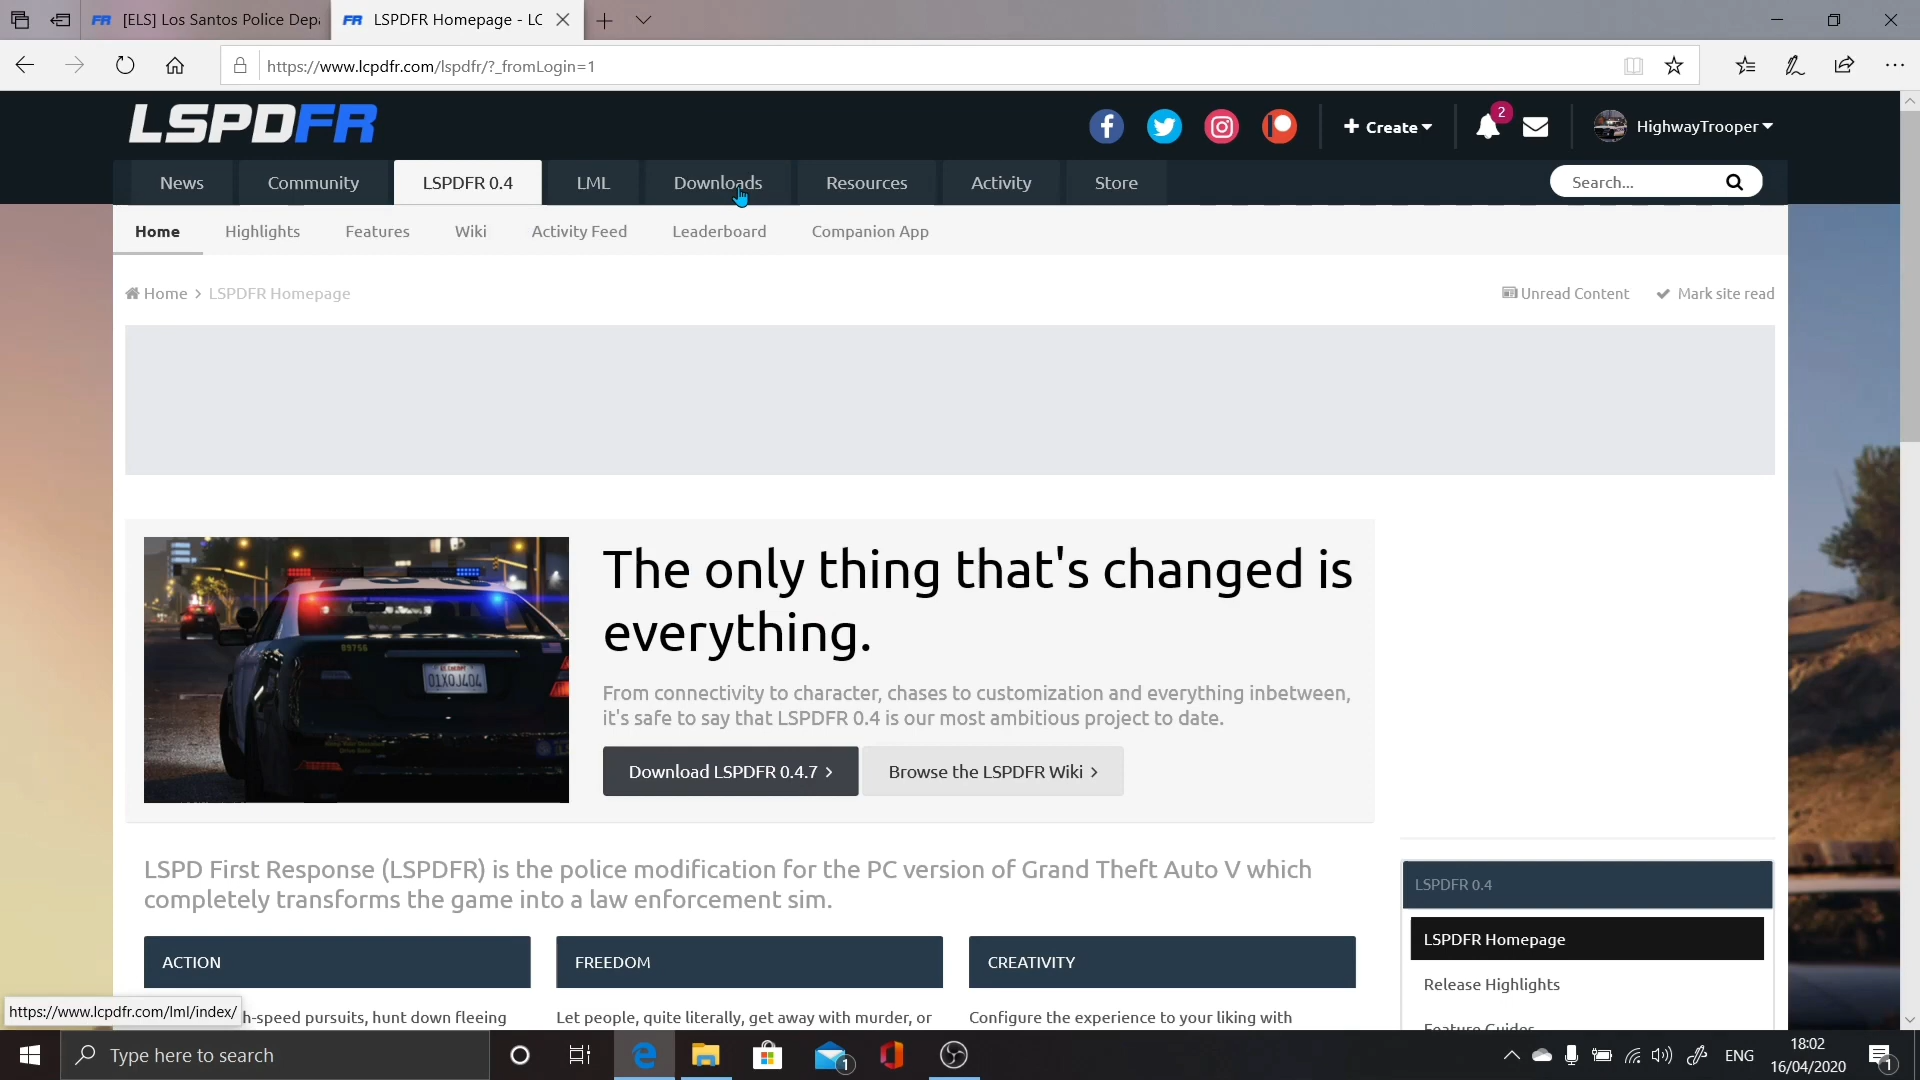 [ELS] Los Santos Police Dep
LSPDFR Homepage - LC
https://www.lcpdfr.com/lspdfr/?_fromLogin=1
LSPDFR
+ Create
2
HighwayTrooper
News
Community
LSPDFR 0.4
LML
Downloads
Resources
Activity
Store
Search...
Home
Highlights
Features
Wiki
Activity Feed
Leaderboard
Companion App
Home > LSPDFR Homepage
Unread Content
Mark site read
The only thing that's changed is
everything.
From connectivity to character, chases to customization and everything inbetween,
it's safe to say that LSPDFR 0.4 is our most ambitious project to date.
Download LSPDFR 0.4.7 >
Browse the LSPDFR Wiki >
89756
01XOJ404
LSPD First Response (LSPDFR) is the police modification for the PC version of Grand Theft Auto V which
completely transforms the game into a law enforcement sim.
LSPDFR 0.4
LSPDFR Homepage
Release Highlights
Feature Guides
ACTION
FREEDOM
CREATIVITY
h-speed pursuits, hunt down fleeing
Let people, quite literally, get away with murder, or
Configure the experience to your liking with
https://www.lcpdfr.com/lml/index/
Type here to search
1
ENG
18:02
16/04/2020
1